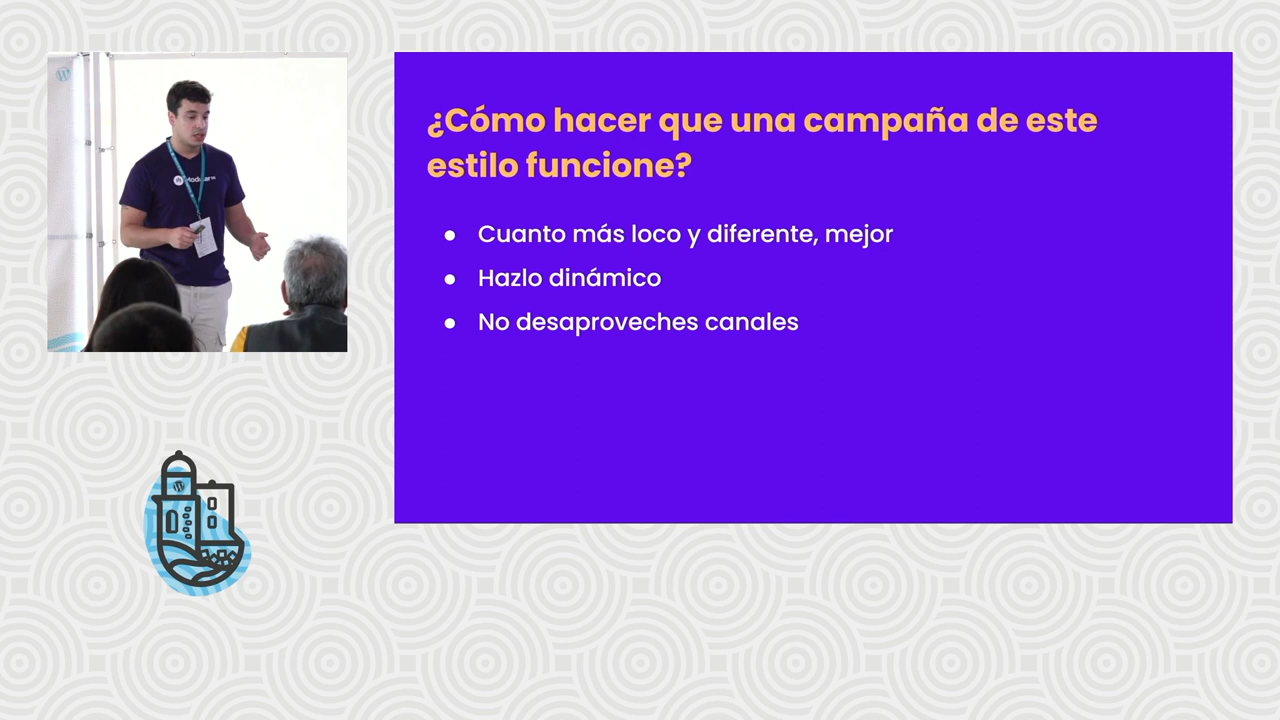 ¿Cómo hacer que una campaña de este
estilo funcione?
● Cuanto más loco y diferente, mejor
● Hazlo dinámico
● No desaproveches canales